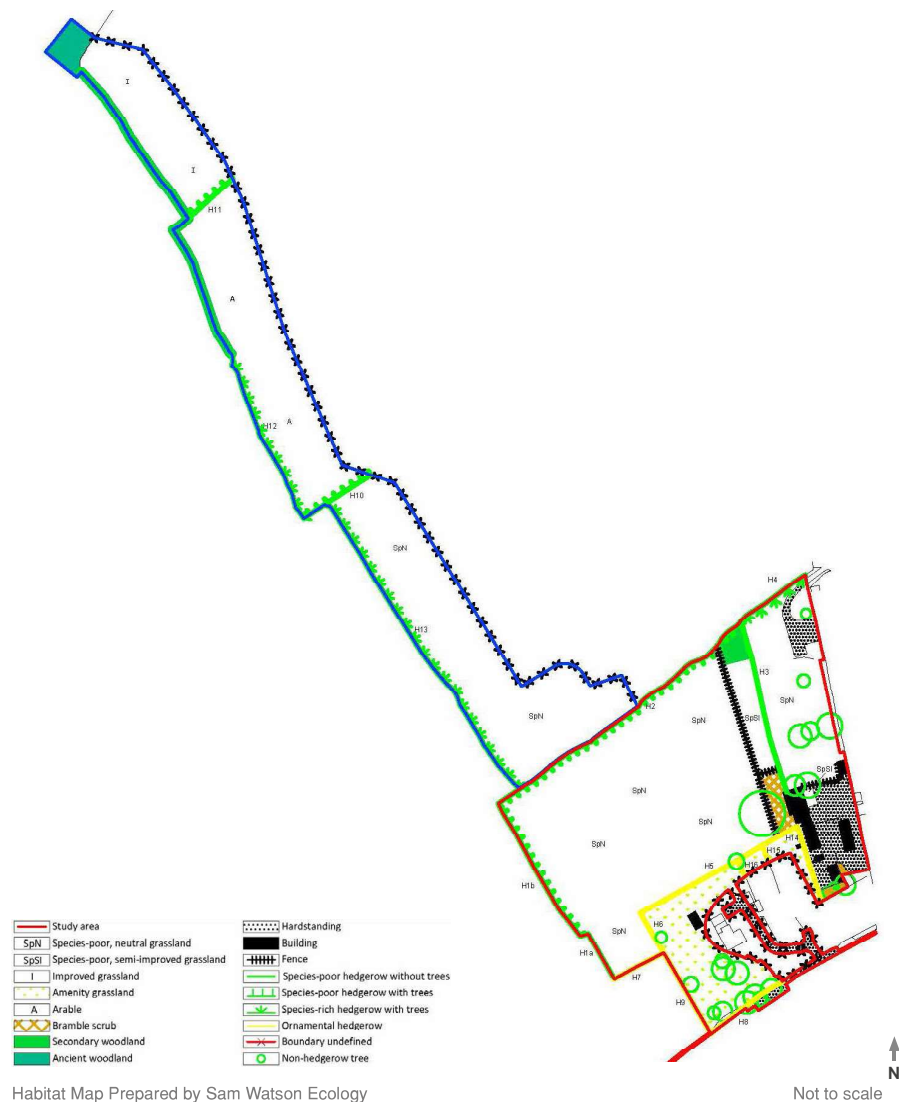 I
I
H11
A
A
H12
H10
SpN
H13
H4
H3
SpN
H2
SpN
SpSI
SpN
SpN
SpSI
SpN
SpN
H14
H15
H5
H16
H1b
H6
SpN
H1a
H7
H9
H8
Study area
SpN Species-poor, neutral grassland
SpSI Species-poor, semi-improved grassland
I Improved grassland
Amenity grassland
A Arable
Bramble scrub
Secondary woodland
Ancient woodland
Hardstanding
Building
Fence
Species-poor hedgerow without trees
Species-poor hedgerow with trees
Species-rich hedgerow with trees
Ornamental hedgerow
Boundary undefined
Non-hedgerow tree
N
Habitat Map Prepared by Sam Watson Ecology
Not to scale